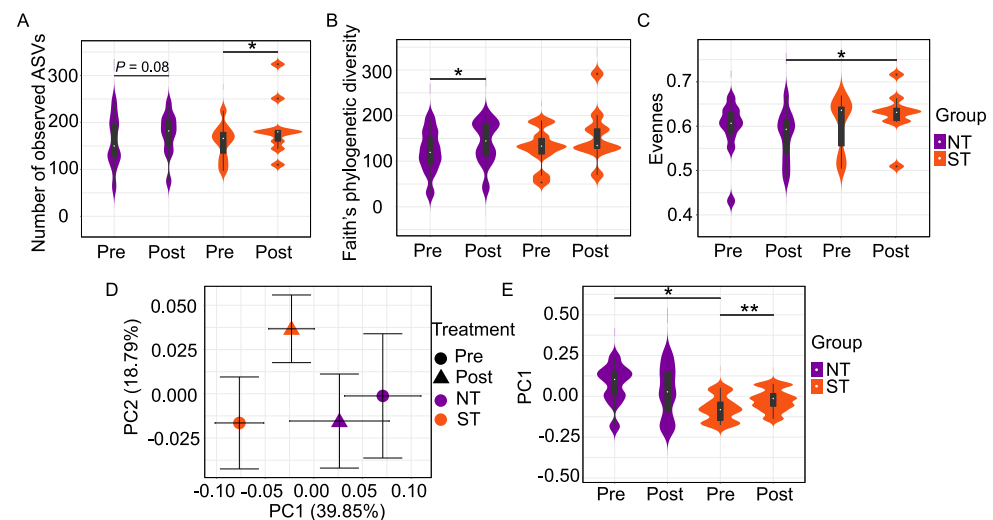 A
Number of observed ASVs
300
200
100
0
P = 0.08
*
Pre Post Pre Post
B
Faith's phylogenetic diversity
300
200
100
0
*
Pre Post Pre Post
C
Evennes
0.7
0.6
0.5
0.4
*
Pre Post Pre Post
Group
NT
ST
D
PC2 (18.79%)
0.050
0.025
0.000
-0.025
-0.10 -0.05 0.00 0.05 0.10
PC1 (39.85%)
Treatment
Pre
Post
NT
ST
E
PC1
0.50
0.25
0.00
-0.25
-0.50
*
**
Pre Post Pre Post
Group
NT
ST